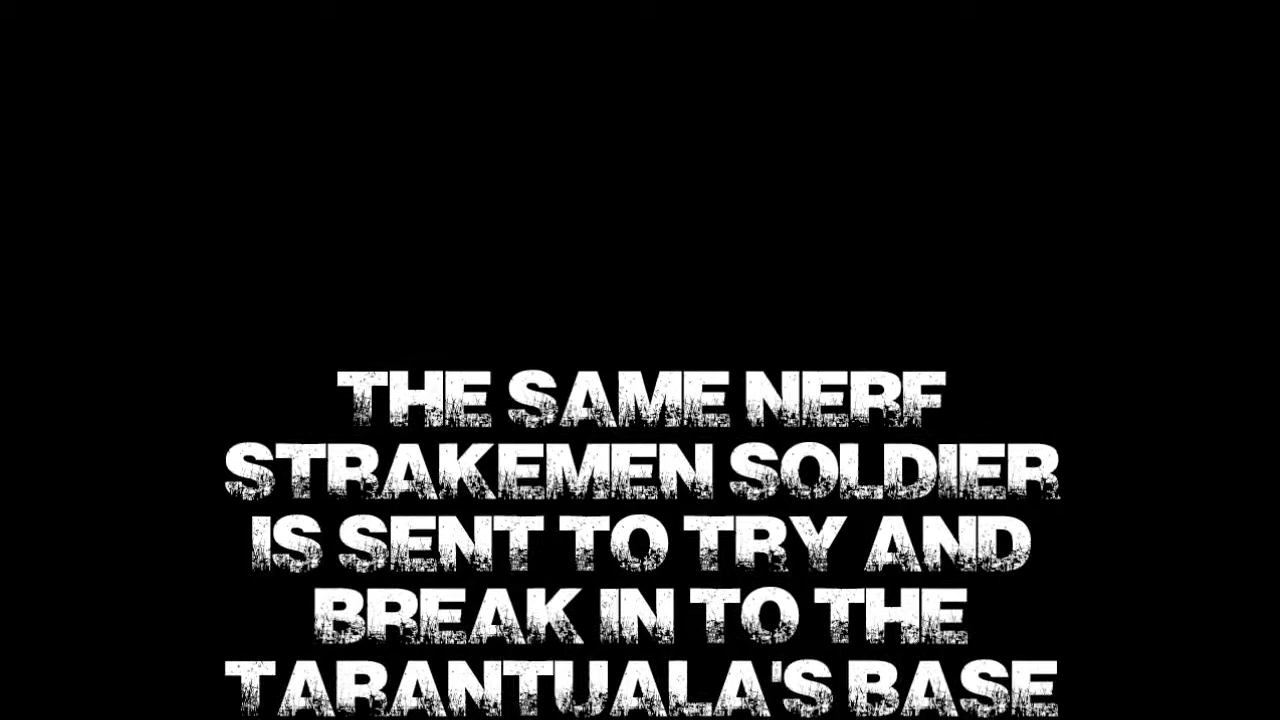 THE SAME NERF
STRAKEMEN SOLDIER
IS SENT TO TRY AND
BREAK IN TO THE
TARANTUALA'S BASE